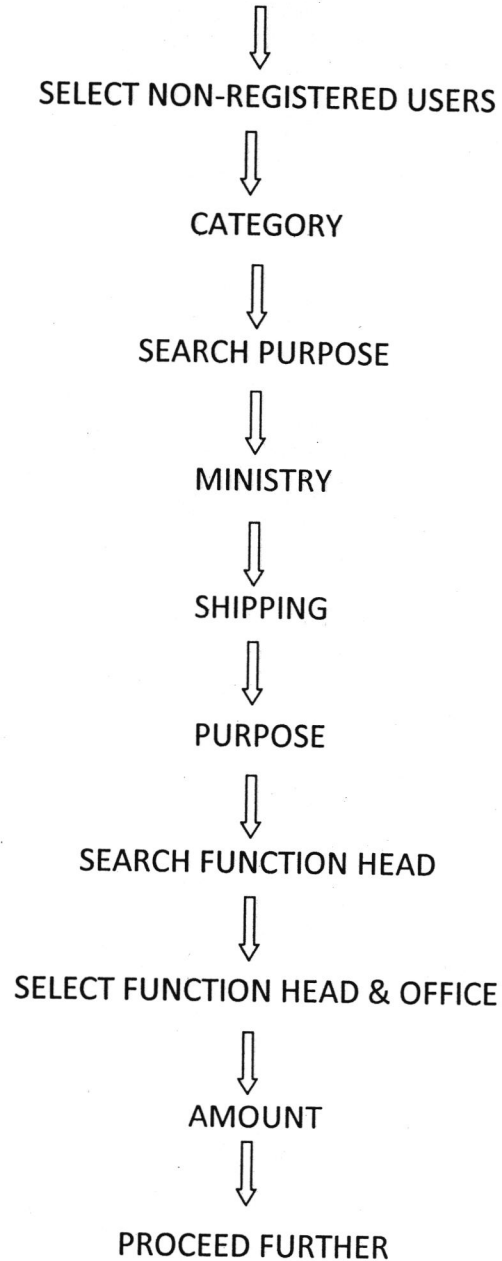 SELECT NON-REGISTERED USERS
CATEGORY
SEARCH PURPOSE
MINISTRY
SHIPPING
PURPOSE
SEARCH FUNCTION HEAD
SELECT FUNCTION HEAD & OFFICE
AMOUNT
PROCEED FURTHER